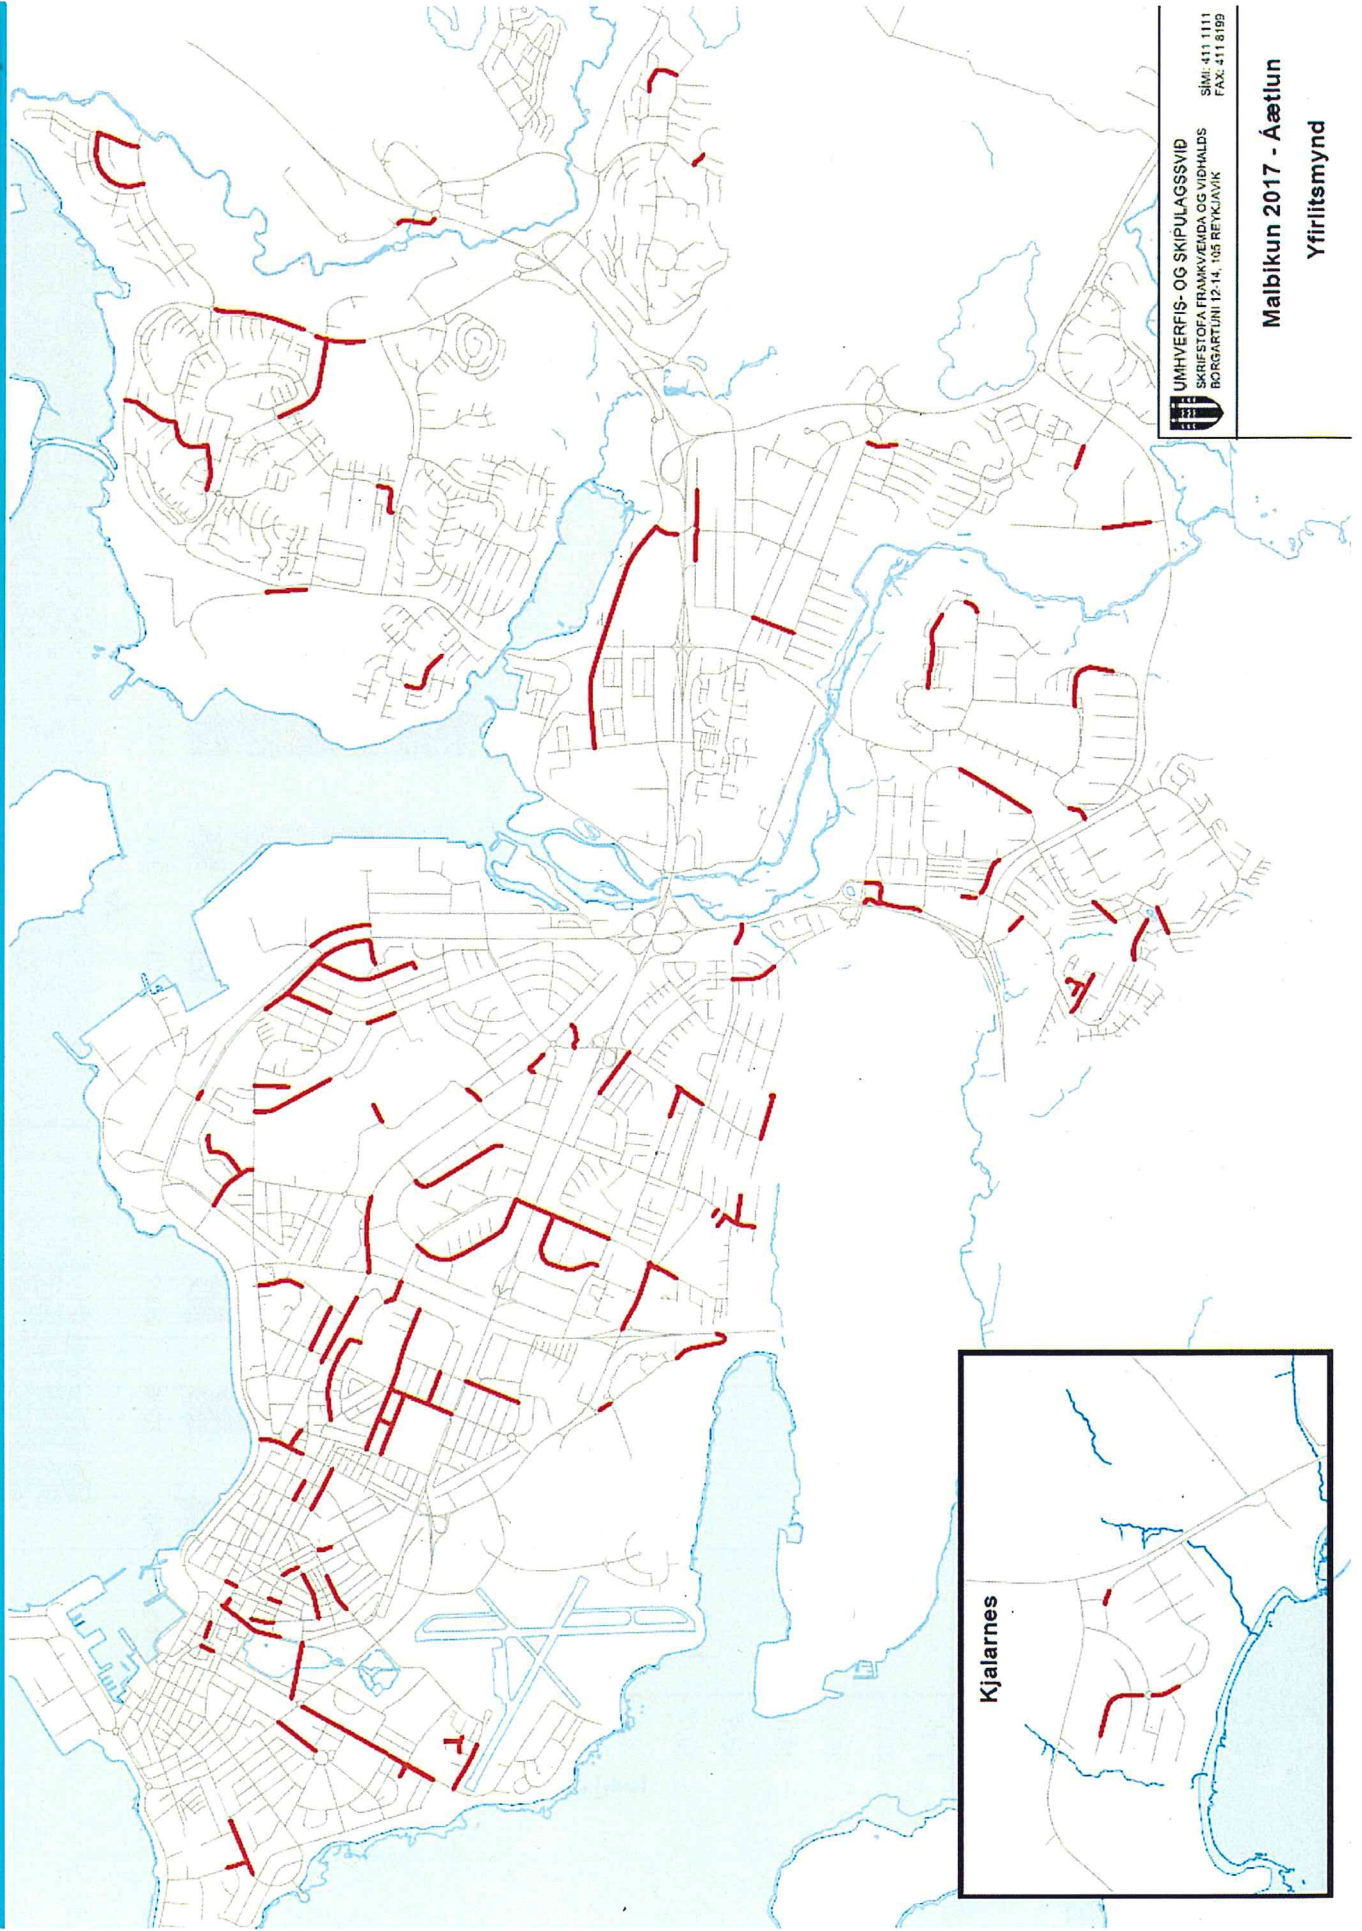 UMHVERFIS- OG SKIPULAGSSVIÐ
SKRIFSTOFA FRAMKVÆMDA OG VIÐHALDS
BORGARTÚNI 12-14, 105 REYKJAVÍK
SÍMI: 411 1111
FAX: 411 8199
Malbikun 2017 - Áætlun
Yfirlitsmynd
Kjalarnes